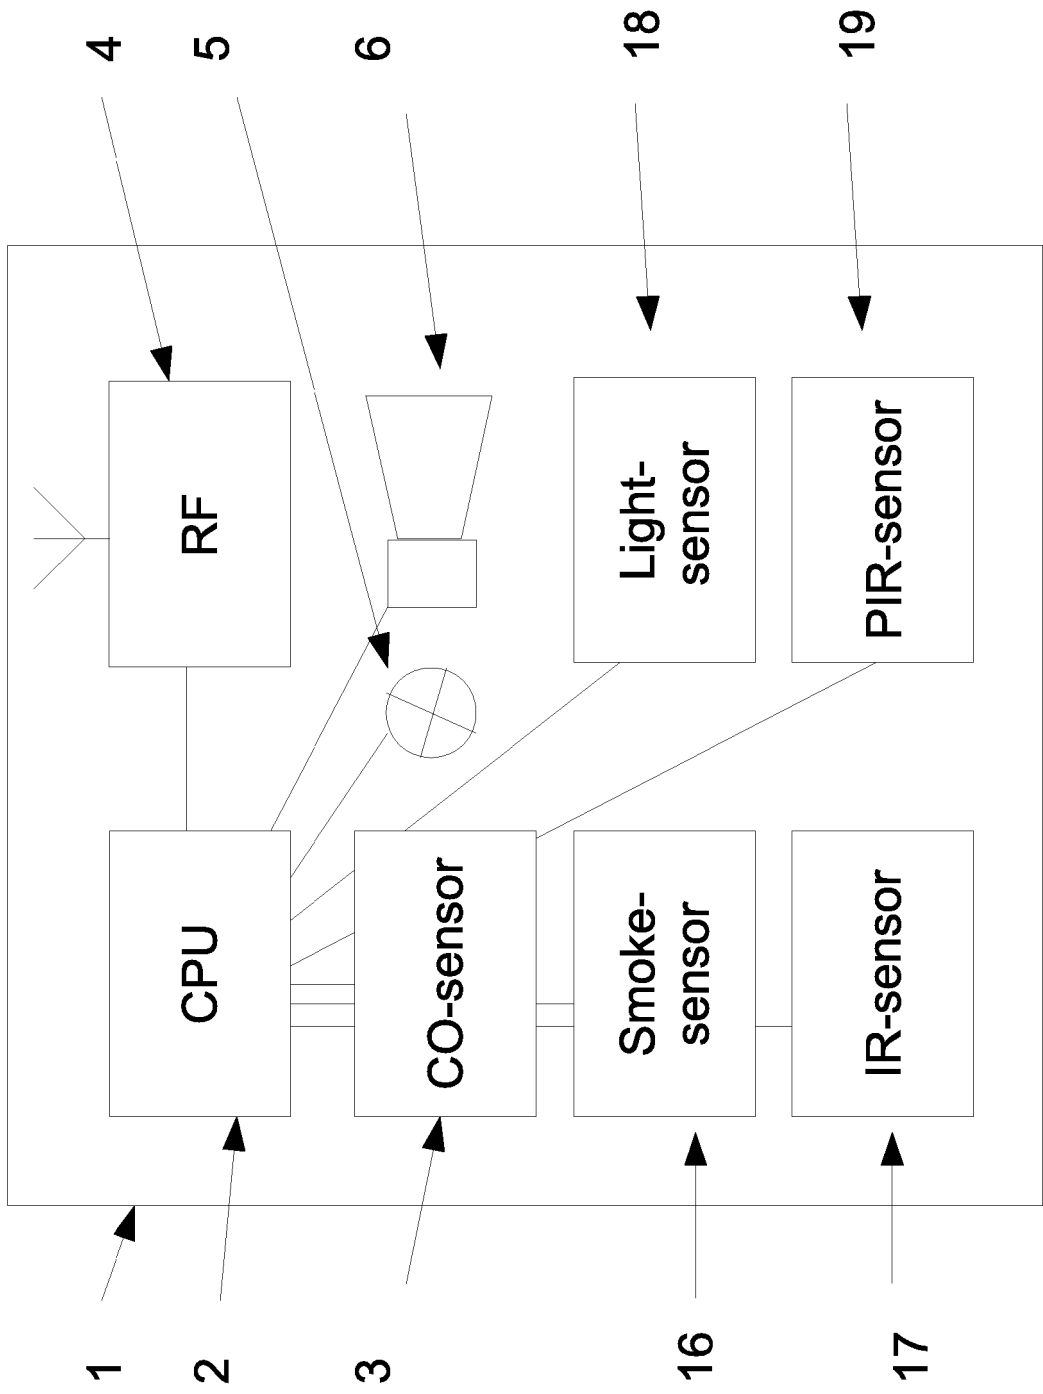 1
4
2
CPU
RF
5
3
CO-sensor
6
16
Smoke-
sensor
Light-
sensor
18
17
IR-sensor
PIR-sensor
19